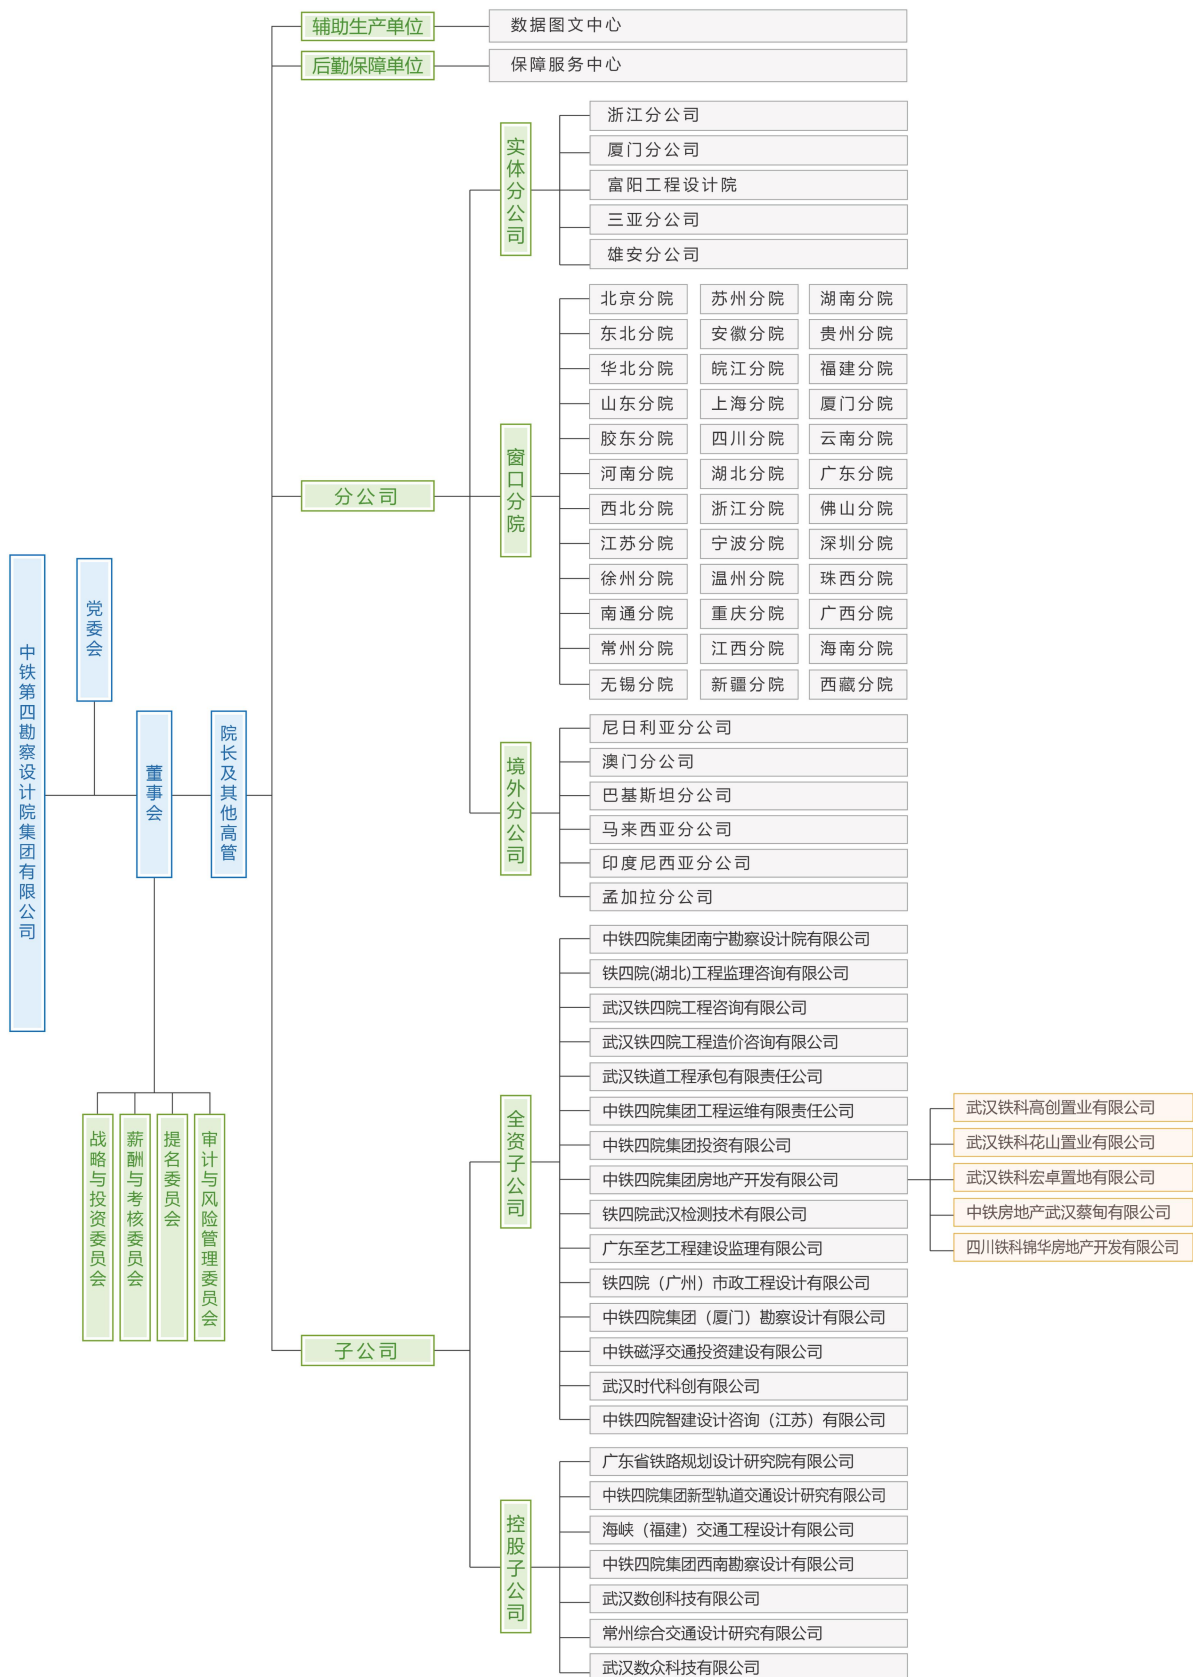 中铁第四勘察设计院集团有限公司
党委会
董事会
院长及其他高管
战略与投资委员会
薪酬与考核委员会
提名委员会
审计与风险管理委员会
辅助生产单位
数据图文中心
后勤保障单位
保障服务中心
分公司
实体分公司
浙江分公司
厦门分公司
富阳工程设计院
三亚分公司
雄安分公司
窗口分院
北京分院 苏州分院 湖南分院
东北分院 安徽分院 贵州分院
华北分院 皖江分院 福建分院
山东分院 上海分院 厦门分院
胶东分院 四川分院 云南分院
河南分院 湖北分院 广东分院
西北分院 浙江分院 佛山分院
江苏分院 宁波分院 深圳分院
徐州分院 温州分院 珠西分院
南通分院 重庆分院 广西分院
常州分院 江西分院 海南分院
无锡分院 新疆分院 西藏分院
境外分公司
尼日利亚分公司
澳门分公司
巴基斯坦分公司
马来西亚分公司
印度尼西亚分公司
孟加拉分公司
子公司
全资子公司
中铁四院集团南宁勘察设计院有限公司
铁四院(湖北)工程监理咨询有限公司
武汉铁四院工程咨询有限公司
武汉铁四院工程造价咨询有限公司
武汉铁道工程承包有限责任公司
中铁四院集团工程运维有限责任公司
中铁四院集团投资有限公司
中铁四院集团房地产开发有限公司
武汉铁科高创置业有限公司
武汉铁科花山置业有限公司
武汉铁科宏卓置地有限公司
中铁房地产武汉蔡甸有限公司
四川铁科锦华房地产开发有限公司
铁四院武汉检测技术有限公司
广东至艺工程建设监理有限公司
铁四院（广州）市政工程设计有限公司
中铁四院集团（厦门）勘察设计有限公司
中铁磁浮交通投资建设有限公司
武汉时代科创有限公司
中铁四院智建设计咨询（江苏）有限公司
控股子公司
广东省铁路规划设计研究院有限公司
中铁四院集团新型轨道交通设计研究有限公司
海峡（福建）交通工程设计有限公司
中铁四院集团西南勘察设计有限公司
武汉数创科技有限公司
常州综合交通设计研究有限公司
武汉数众科技有限公司